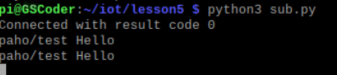 pi@GSCoder:~/iot/lesson5 $ python3 sub.py
Connected with result code 0
paho/test Hello
paho/test Hello